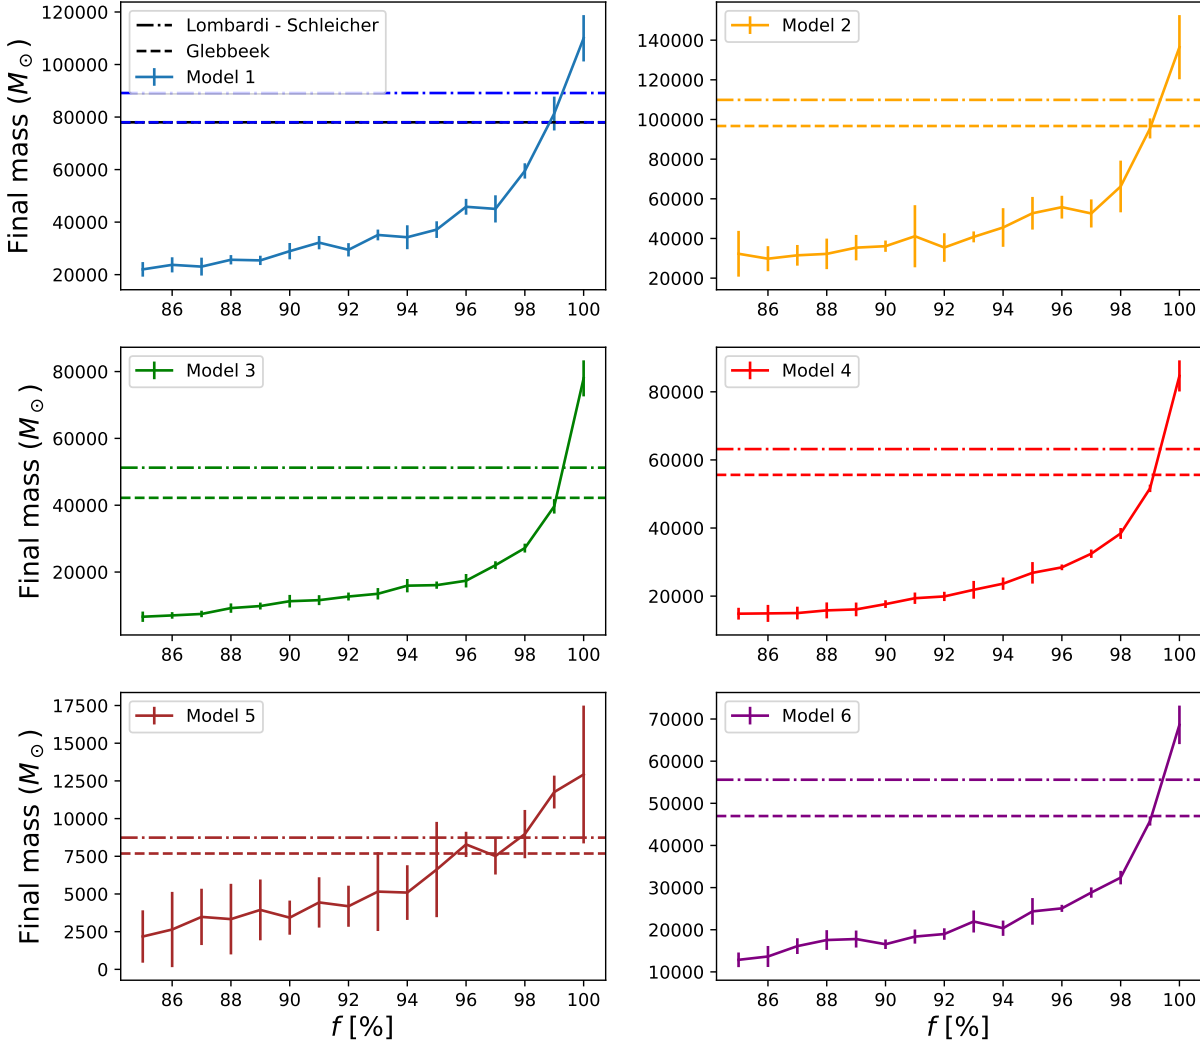 Final mass (M⊙)
120000
100000
80000
60000
40000
20000
Lombardi - Schleicher
Glebbeek
Model 1
86 88 90 92 94 96 98 100
140000
120000
100000
80000
60000
40000
20000
Model 2
86 88 90 92 94 96 98 100
Final mass (M⊙)
80000
60000
40000
20000
Model 3
86 88 90 92 94 96 98 100
80000
60000
40000
20000
Model 4
86 88 90 92 94 96 98 100
Final mass (M⊙)
17500
15000
12500
10000
7500
5000
2500
0
Model 5
86 88 90 92 94 96 98 100
f [%]
70000
60000
50000
40000
30000
20000
10000
Model 6
86 88 90 92 94 96 98 100
f [%]